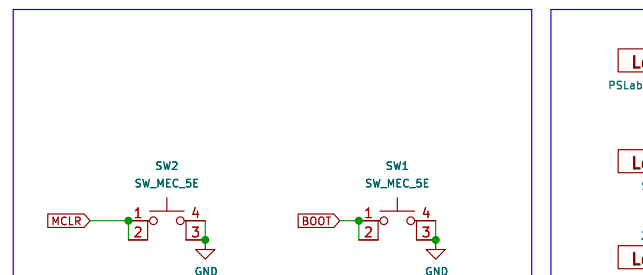 SW2
SW_MEC_5E
MCLR
1
2
4
3
GND
SW1
SW_MEC_5E
BOOT
1
2
4
3
GND
PSLab